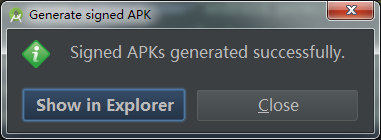 Generate signed APK
Signed APKs generated successfully.
Show in Explorer
Close